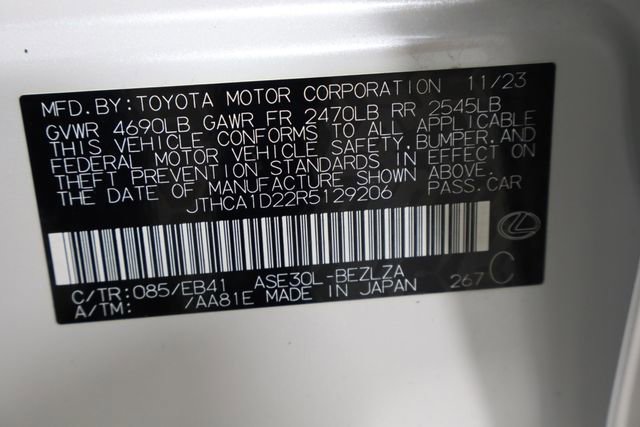 MFD. BY: TOYOTA MOTOR CORPORATION 11/23
GVWR 4690LB GAWR FR 2470LB RR 2545LB
THIS VEHICLE CONFORMS TO ALL APPLICABLE
FEDERAL MOTOR VEHICLE SAFETY, BUMPER, AND
THEFT PREVENTION STANDARDS IN EFFECT ON
THE DATE OF MANUFACTURE SHOWN ABOVE.
JTHCA1D22R5129206 PASS. CAR
C/TR: 085/EB41 ASE30L-BEZLZA
A/TM: /AA81E MADE IN JAPAN 267 C